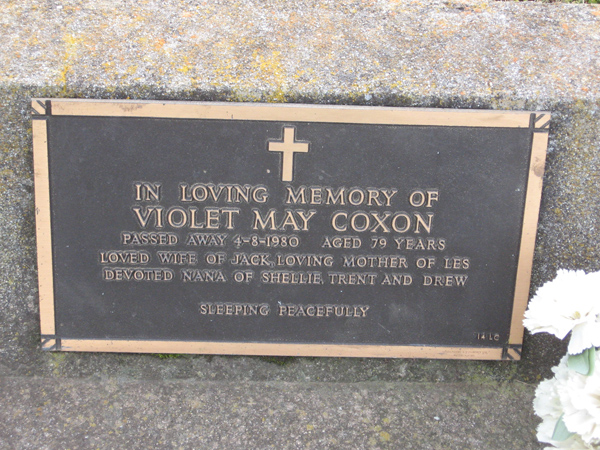 IN LOVING MEMORY OF
VIOLET MAY COXON
PASSED AWAY 4-8-1980 AGED 79 YEARS
LOVED WIFE OF JACK, LOVING MOTHER OF LES
DEVOTED NANA OF SHELLIE, TRENT AND DREW
SLEEPING PEACEFULLY